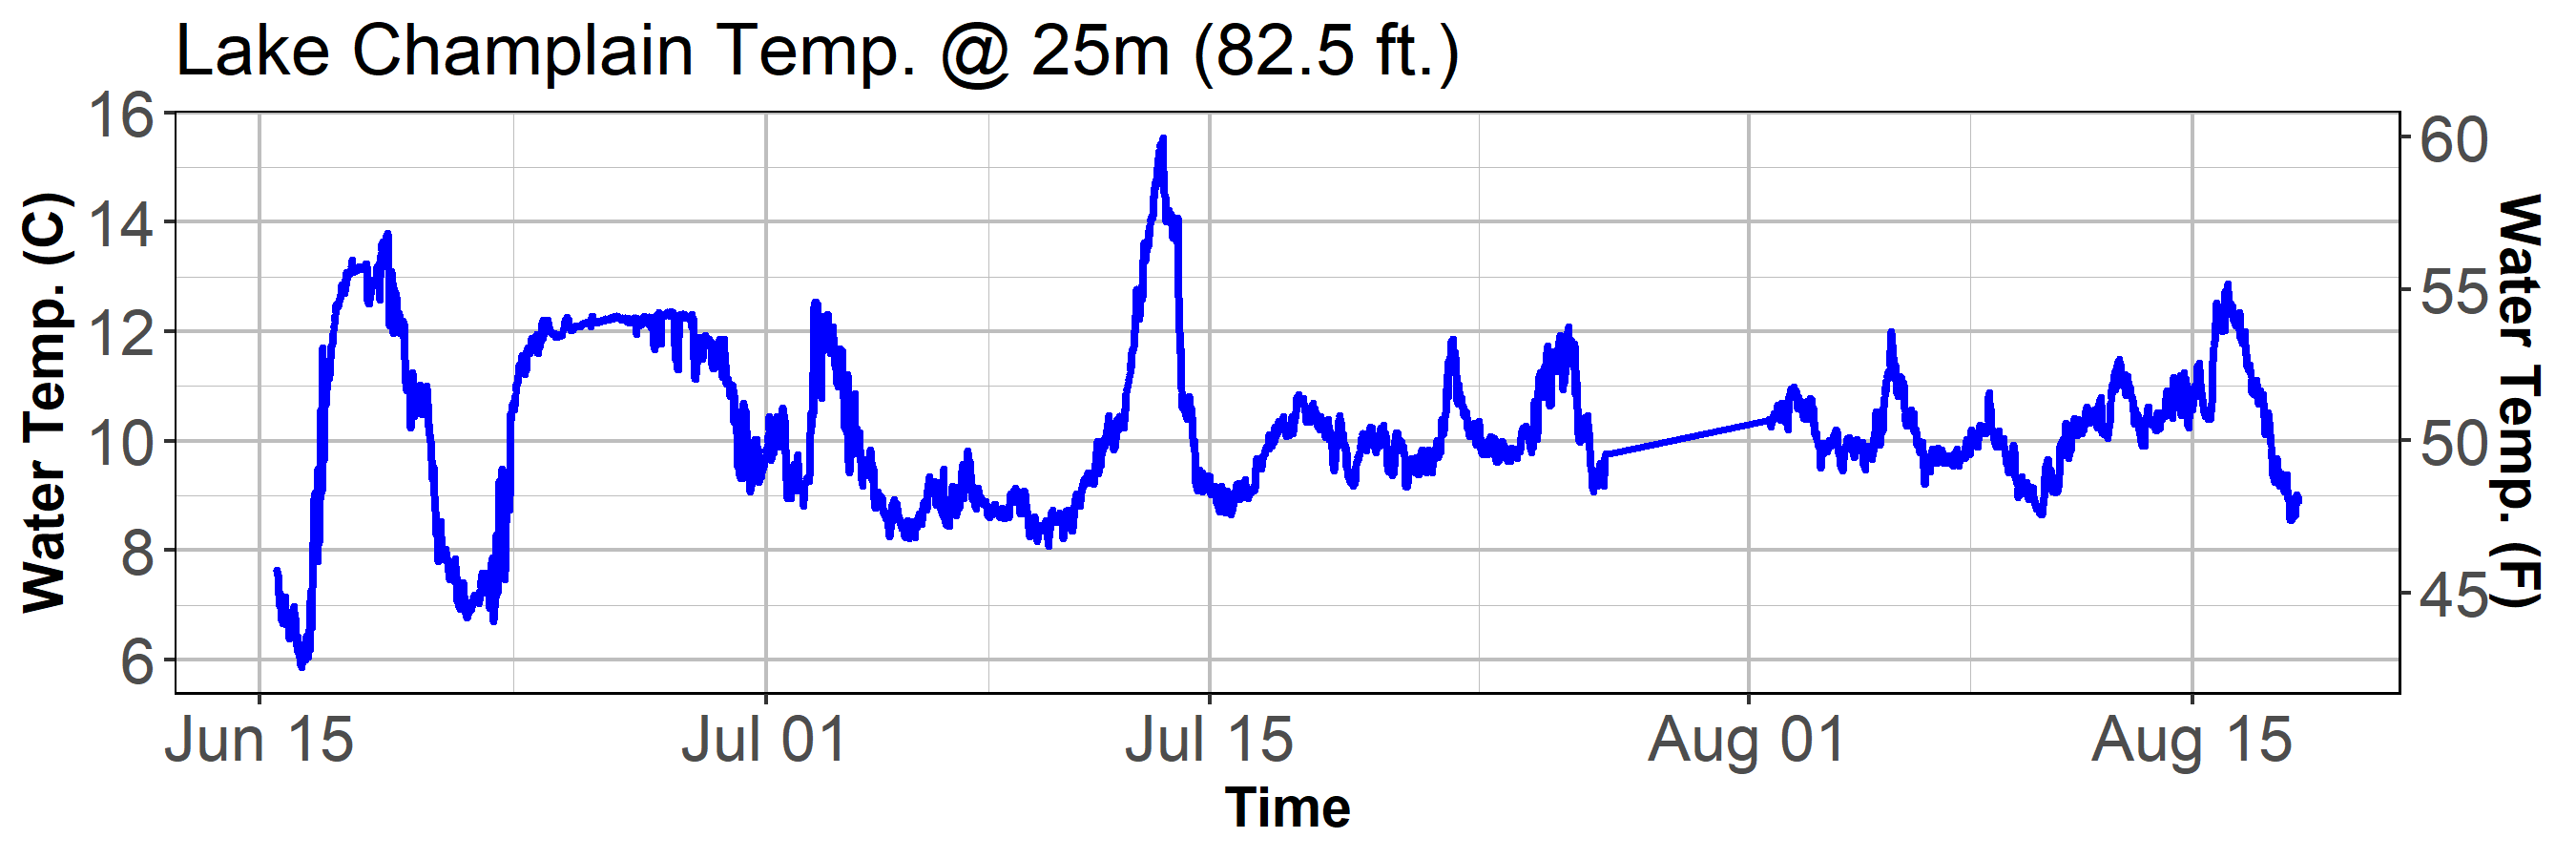 Lake Champlain Temp. @ 25m (82.5 ft.)
Water Temp. (C)
16
14
12
10
8
6
60
55
50
45
Water Temp. (F)
Jun 15 Jul 01 Jul 15 Aug 01 Aug 15
Time